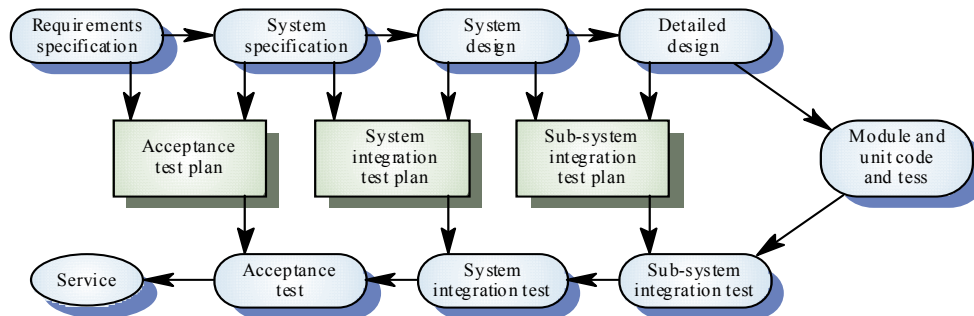 Requirements
specification
System
specification
System
design
Detailed
design
Acceptance
test plan
System
integration
test plan
Sub-system
integration
test plan
Module and
unit code
and tess
Service
Acceptance
test
System
integration test
Sub-system
integration test